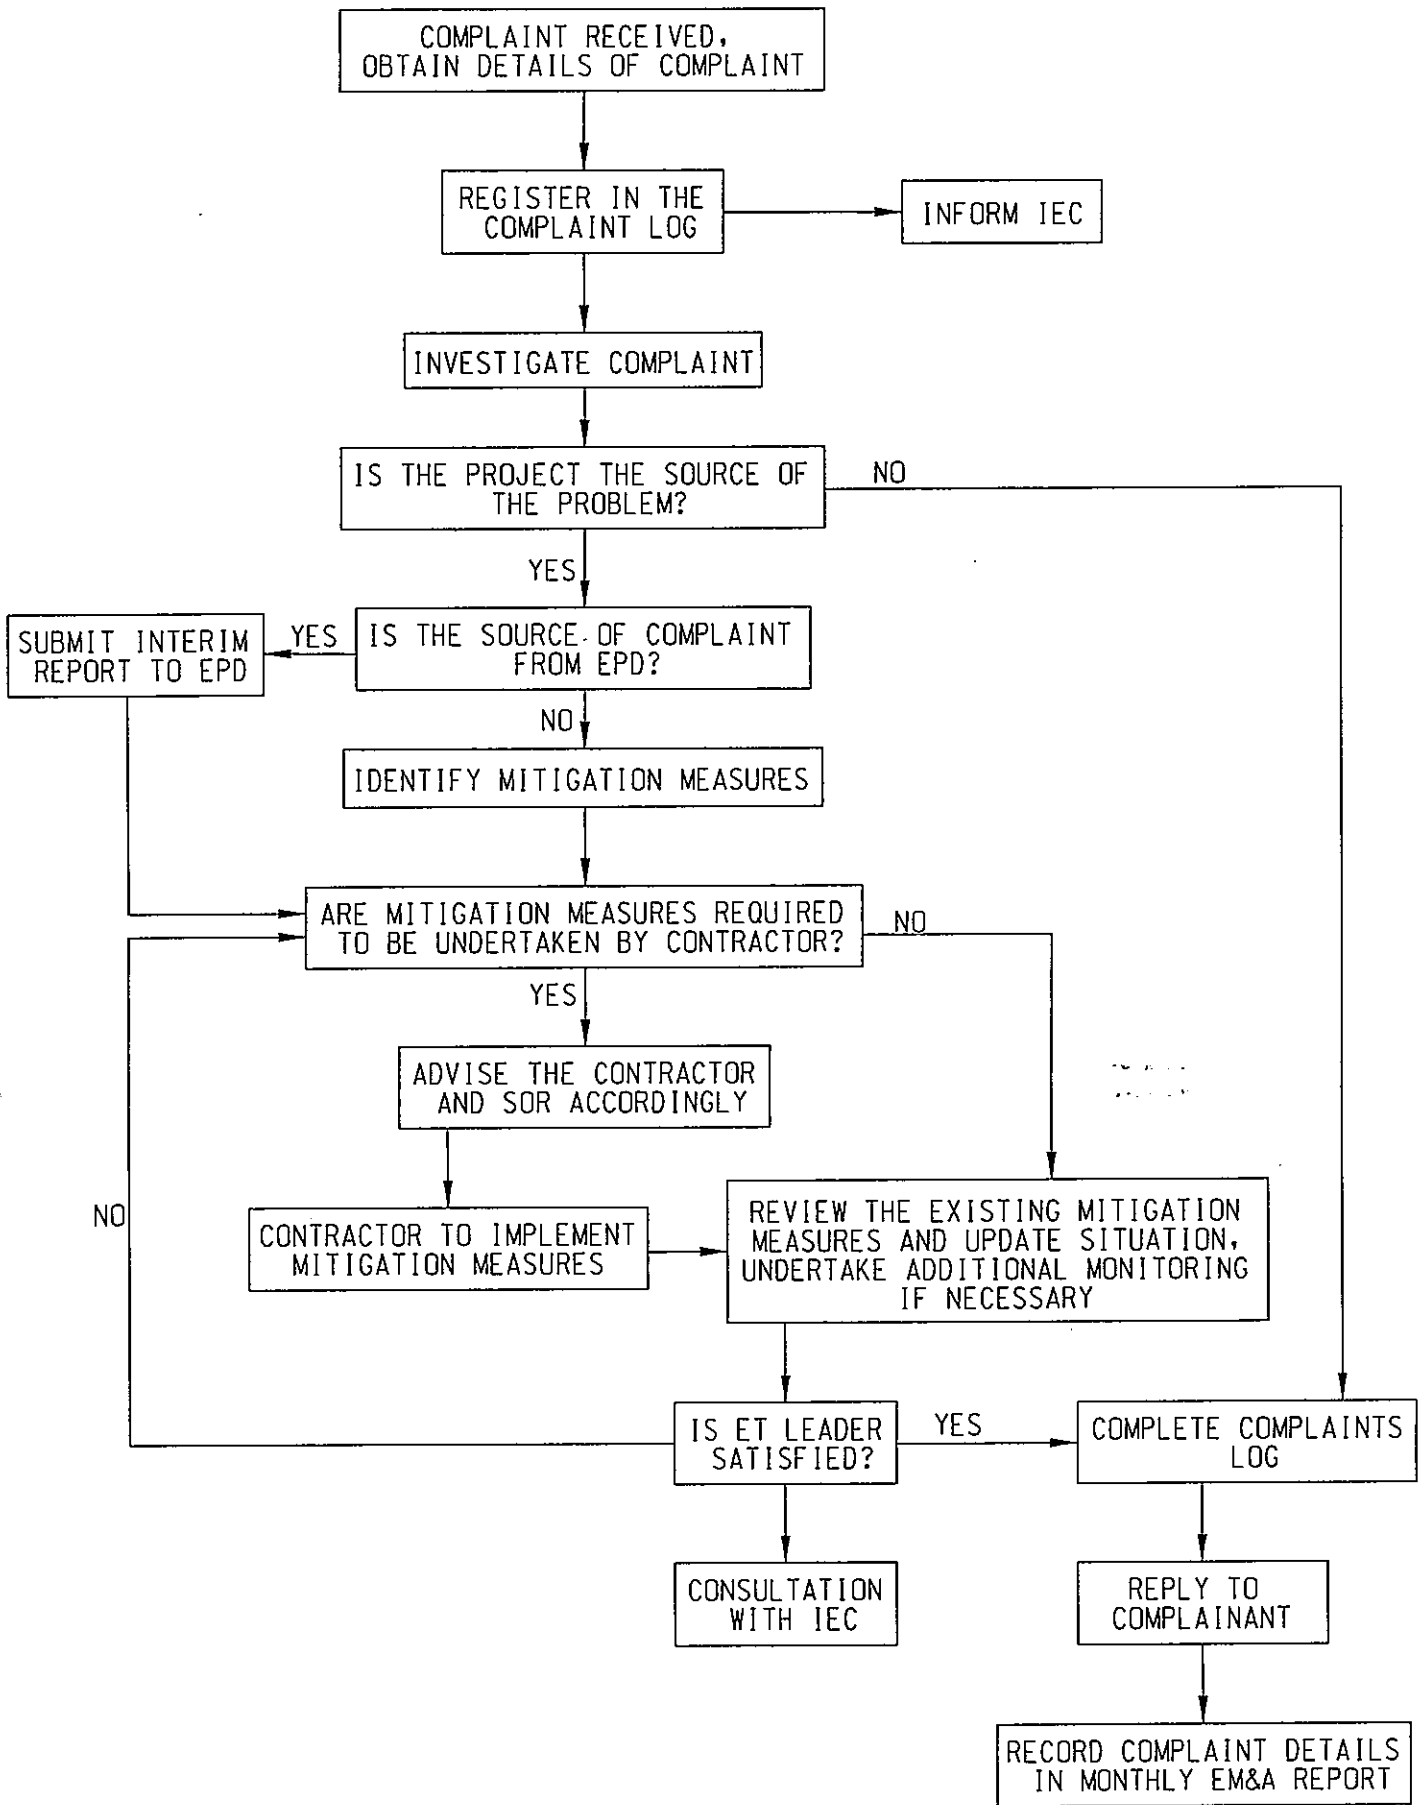 COMPLAINT RECEIVED,
OBTAIN DETAILS OF COMPLAINT
REGISTER IN THE
COMPLAINT LOG
INFORM IEC
INVESTIGATE COMPLAINT
IS THE PROJECT THE SOURCE OF
THE PROBLEM?
NO
YES
SUBMIT INTERIM
REPORT TO EPD
YES
IS THE SOURCE OF COMPLAINT
FROM EPD?
NO
IDENTIFY MITIGATION MEASURES
ARE MITIGATION MEASURES REQUIRED
TO BE UNDERTAKEN BY CONTRACTOR?
NO
YES
ADVISE THE CONTRACTOR
AND SOR ACCORDINGLY
NO
CONTRACTOR TO IMPLEMENT
MITIGATION MEASURES
REVIEW THE EXISTING MITIGATION
MEASURES AND UPDATE SITUATION,
UNDERTAKE ADDITIONAL MONITORING
IF NECESSARY
IS ET LEADER
SATISFIED?
YES
COMPLETE COMPLAINTS
LOG
CONSULTATION
WITH IEC
REPLY TO
COMPLAINANT
RECORD COMPLAINT DETAILS
IN MONTHLY EM&A REPORT